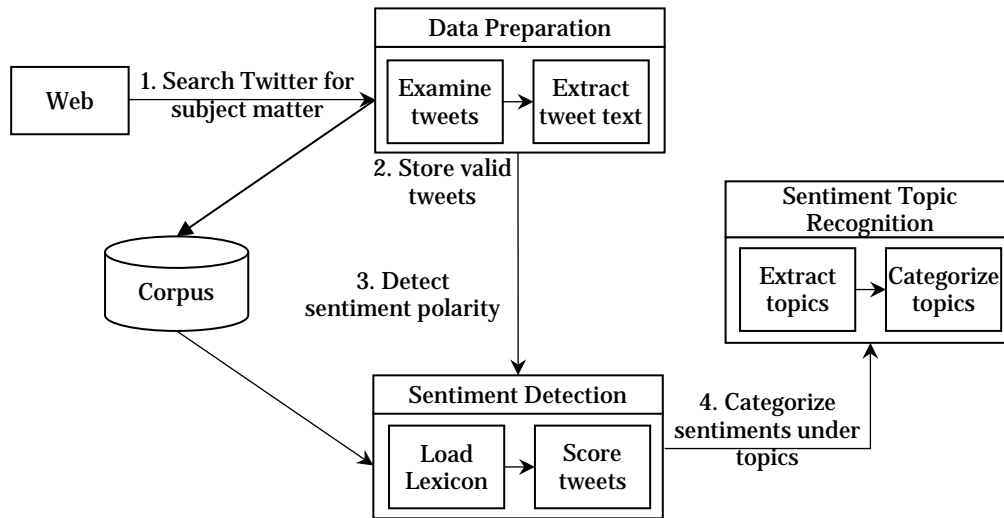 Data Preparation
Web
1. Search Twitter for
subject matter
Examine
tweets
Extract
tweet text
2. Store valid
tweets
Sentiment Topic
Recognition
Extract
topics
Categorize
topics
Corpus
3. Detect
sentiment polarity
Sentiment Detection
Load
Lexicon
Score
tweets
4. Categorize
sentiments under
topics